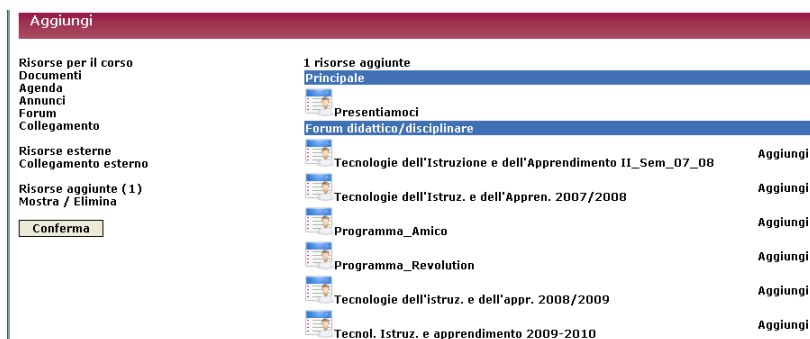 Aggiungi
Risorse per il corso
Documenti
Agenda
Annunci
Forum
Collegamento
Risorse esterne
Collegamento esterno
Risorse aggiunte (1)
Mostra / Elimina
Conferma
1 risorse aggiunte
Principale
Presentiamoci
Forum didattico/disciplinare
Tecnologie dell'Istruzione e dell'Apprendimento II_Sem_07_08 Aggiungi
Tecnologie dell'Istruz. e dell'Appren. 2007/2008 Aggiungi
Programma_Amico Aggiungi
Programma_Revolution Aggiungi
Tecnologie dell'istruz. e dell'appr. 2008/2009 Aggiungi
Tecnol. Istruz. e apprendimento 2009-2010 Aggiungi